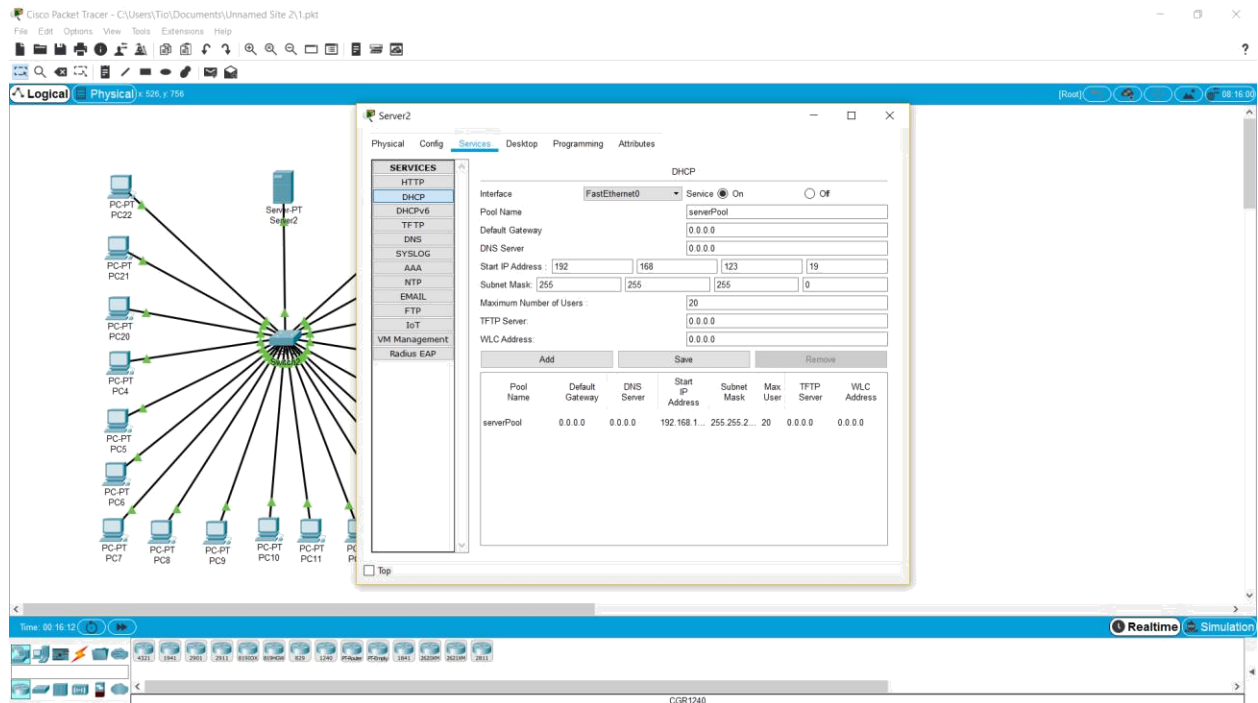 Cisco Packet Tracer - C:\Users\Tio\Documents\Unnamed Site 2\1.pkt
File Edit Options View Tools Extensions Help
?
Logical Physical x: 526, y: 756 [Root] 08:16:00
Server2
Physical Config Services Desktop Programming Attributes
SERVICES
HTTP
DHCP
DHCPv6
TFTP
DNS
SYSLOG
AAA
NTP
EMAIL
FTP
IoT
VM Management
Radius EAP
DHCP
Interface FastEthernet0 Service On Off
Pool Name serverPool
Default Gateway 0.0.0.0
DNS Server 0.0.0.0
Start IP Address : 192 168 123 19
Subnet Mask: 255 255 255 0
Maximum Number of Users : 20
TFTP Server: 0.0.0.0
WLC Address: 0.0.0.0
Add Save Remove
Pool Name Default Gateway DNS Server Start IP Address Subnet Mask Max User TFTP Server WLC Address
serverPool 0.0.0.0 0.0.0.0 192.168.1... 255.255.2... 20 0.0.0.0 0.0.0.0
Top
PC-PT
PC22
Server-PT
Server2
PC-PT
PC21
PC-PT
PC20
PC-PT
PC4
PC-PT
PC5
PC-PT
PC6
PC-PT
PC7
PC-PT
PC8
PC-PT
PC9
PC-PT
PC10
PC-PT
PC11
Time: 00:16:12 Realtime Simulation
4321 1941 2901 2911 819IOX 819HGW 829 1240 PT-Router PT-Empty 1841 2620XM 2621XM 2811
CGR1240